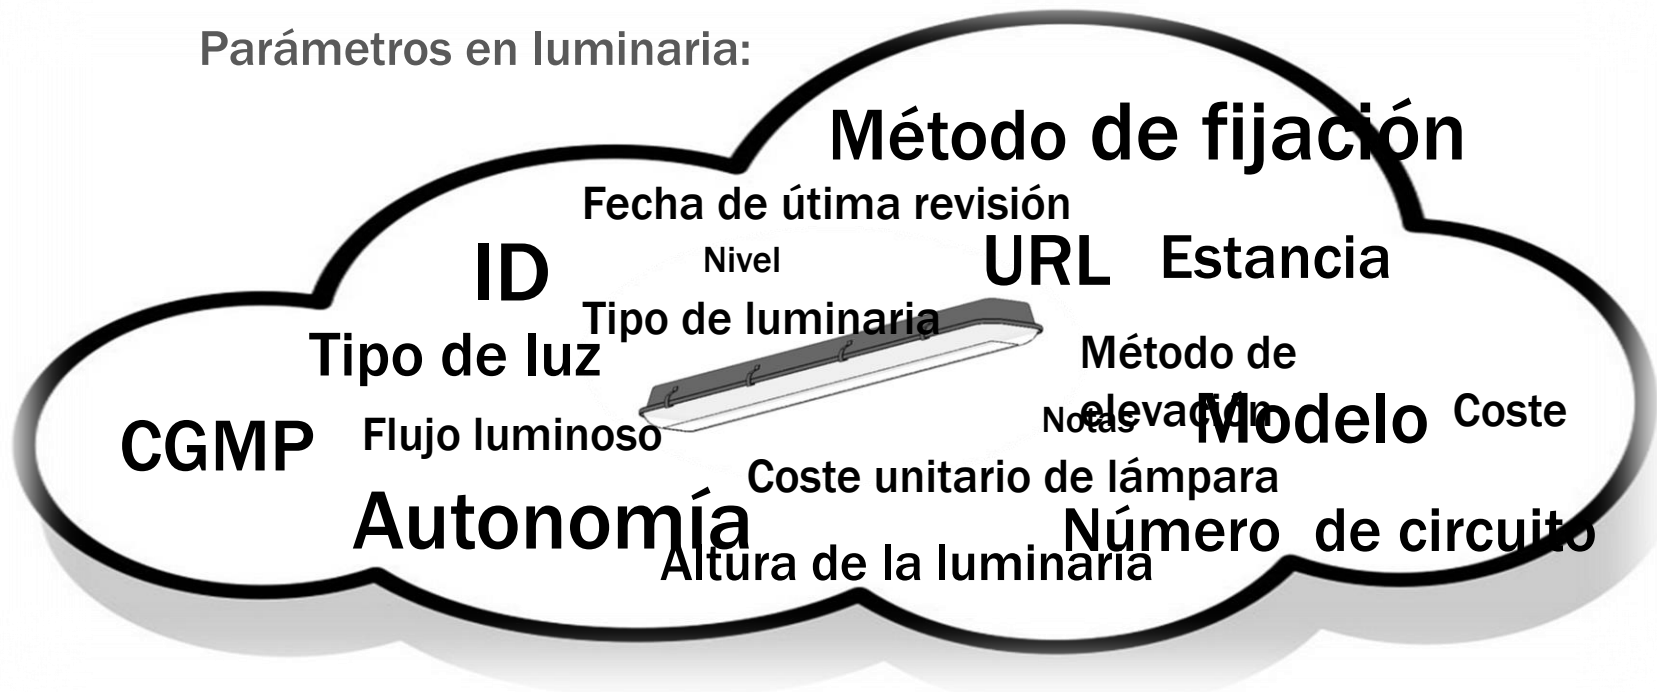 Parámetros en luminaria:
Método de fijación
Fecha de útima revisión
ID
Nivel
URL
Estancia
Tipo de luminaria
Tipo de luz
Método de
elevación
Notas
Modelo
Coste
CGMP
Flujo luminoso
Coste unitario de lámpara
Autonomía
Número de circuito
Altura de la luminaria